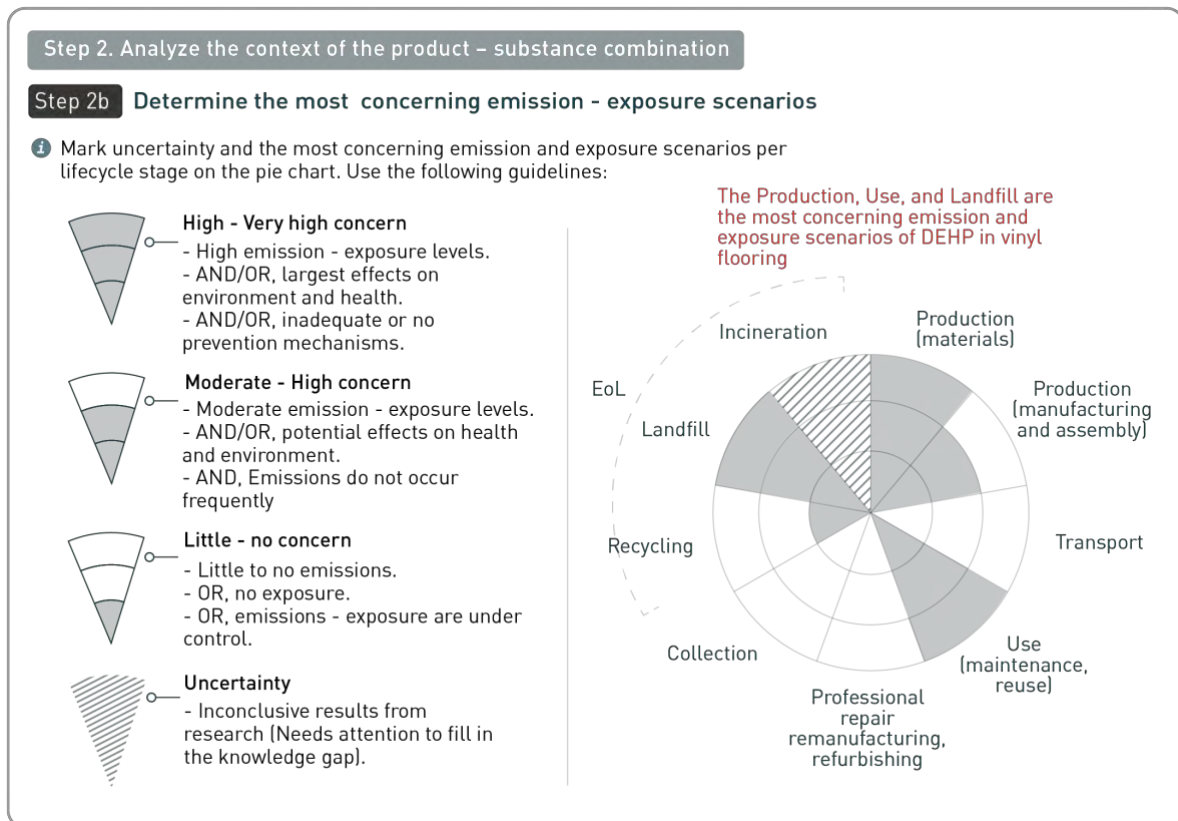 Step 2. Analyze the context of the product – substance combination
Step 2b
Determine the most concerning emission - exposure scenarios
i
Mark uncertainty and the most concerning emission and exposure scenarios per
lifecycle stage on the pie chart. Use the following guidelines:
High - Very high concern
- High emission - exposure levels.
- AND/OR, largest effects on
environment and health.
- AND/OR, inadequate or no
prevention mechanisms.
Moderate - High concern
- Moderate emission - exposure levels.
- AND/OR, potential effects on health
and environment.
- AND, Emissions do not occur
frequently
Little - no concern
- Little to no emissions.
- OR, no exposure.
- OR, emissions - exposure are under
control.
Uncertainty
- Inconclusive results from
research (Needs attention to fill in
the knowledge gap).
The Production, Use, and Landfill are
the most concerning emission and
exposure scenarios of DEHP in vinyl
flooring
Incineration
Production
(materials)
EoL
Production
(manufacturing
and assembly)
Landfill
Recycling
Transport
Collection
Use
(maintenance,
reuse)
Professional
repair
remanufacturing,
refurbishing